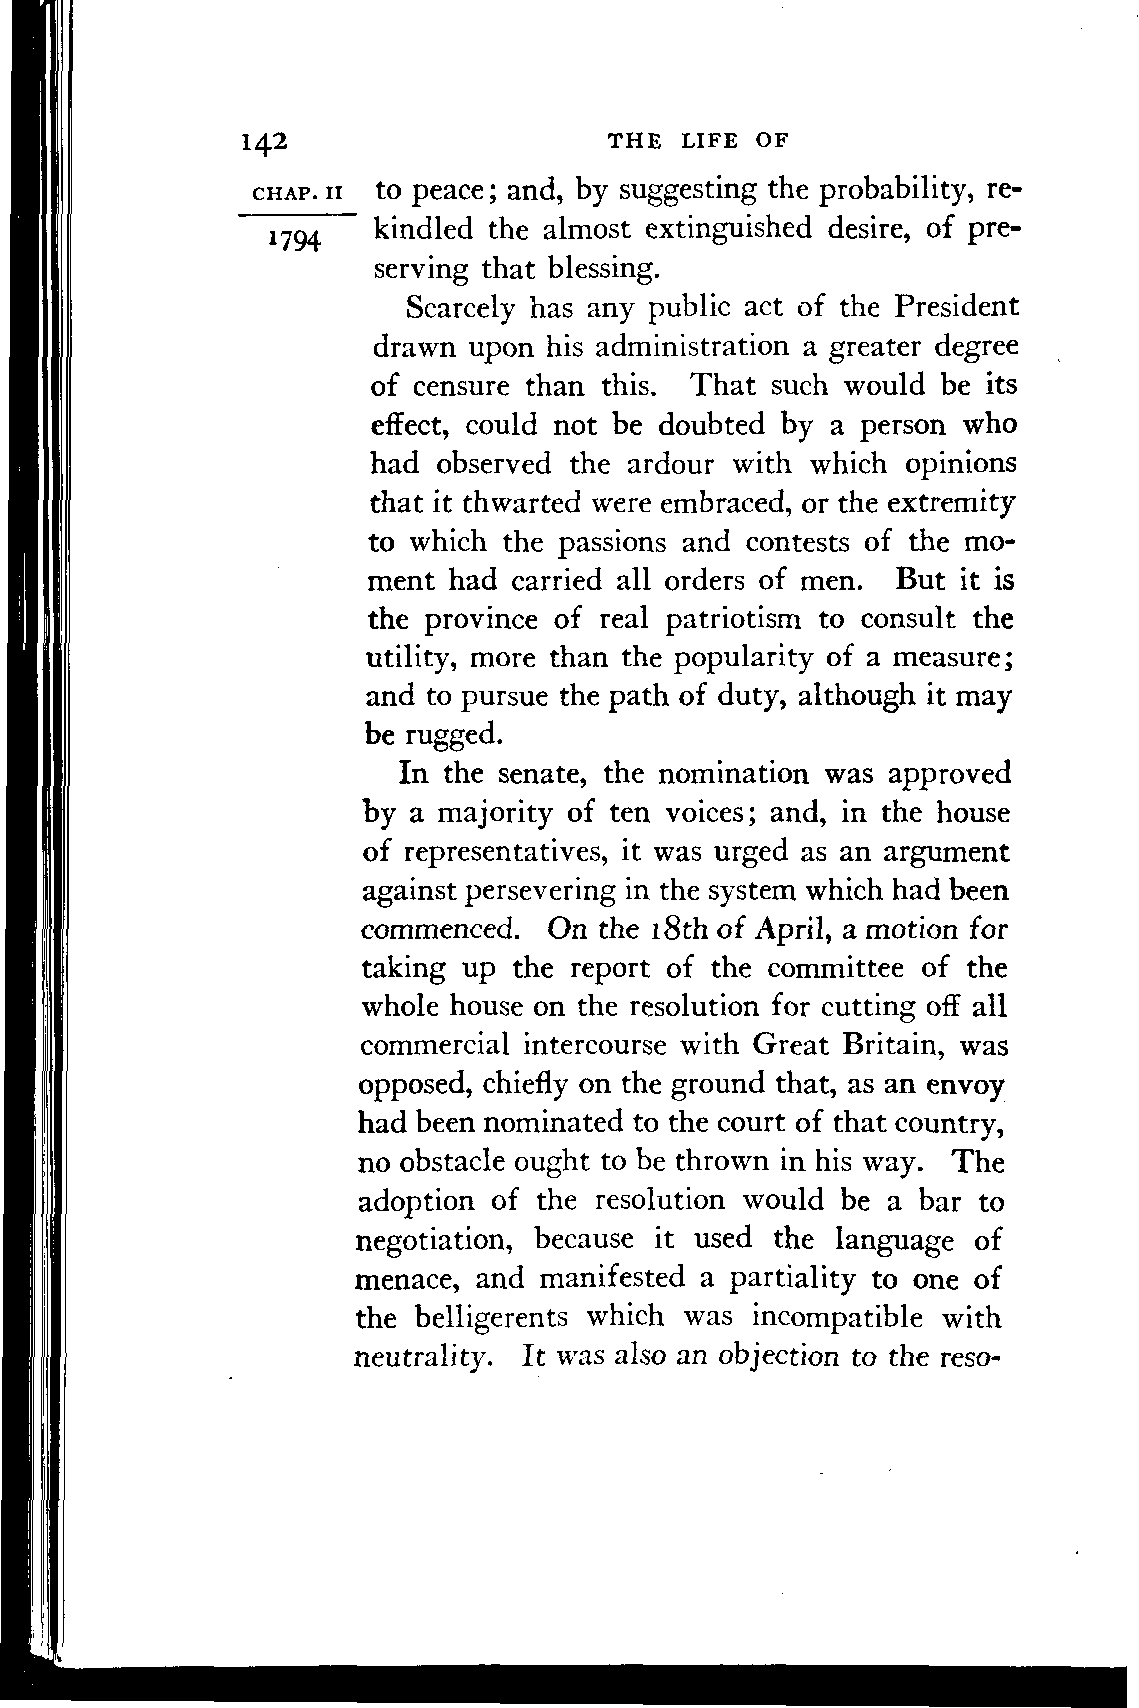 142 THE LIFE OF
CHAP. II to peace; and, by suggesting the probability, re-
1794 kindled the almost extinguished desire, of pre-
serving that blessing.
Scarcely has any public act of the President
drawn upon his administration a greater degree
of censure than this. That such would be its
effect, could not be doubted by a person who
had observed the ardour with which opinions
that it thwarted were embraced, or the extremity
to which the passions and contests of the mo-
ment had carried all orders of men. But it is
the province of real patriotism to consult the
utility, more than the popularity of a measure;
and to pursue the path of duty, although it may
be rugged.
In the senate, the nomination was approved
by a majority of ten voices; and, in the house
of representatives, it was urged as an argument
against persevering in the system which had been
commenced. On the 18th of April, a motion for
taking up the report of the committee of the
whole house on the resolution for cutting off all
commercial intercourse with Great Britain, was
opposed, chiefly on the ground that, as an envoy
had been nominated to the court of that country,
no obstacle ought to be thrown in his way. The
adoption of the resolution would be a bar to
negotiation, because it used the language of
menace, and manifested a partiality to one of
the belligerents which was incompatible with
neutrality. It was also an objection to the reso-